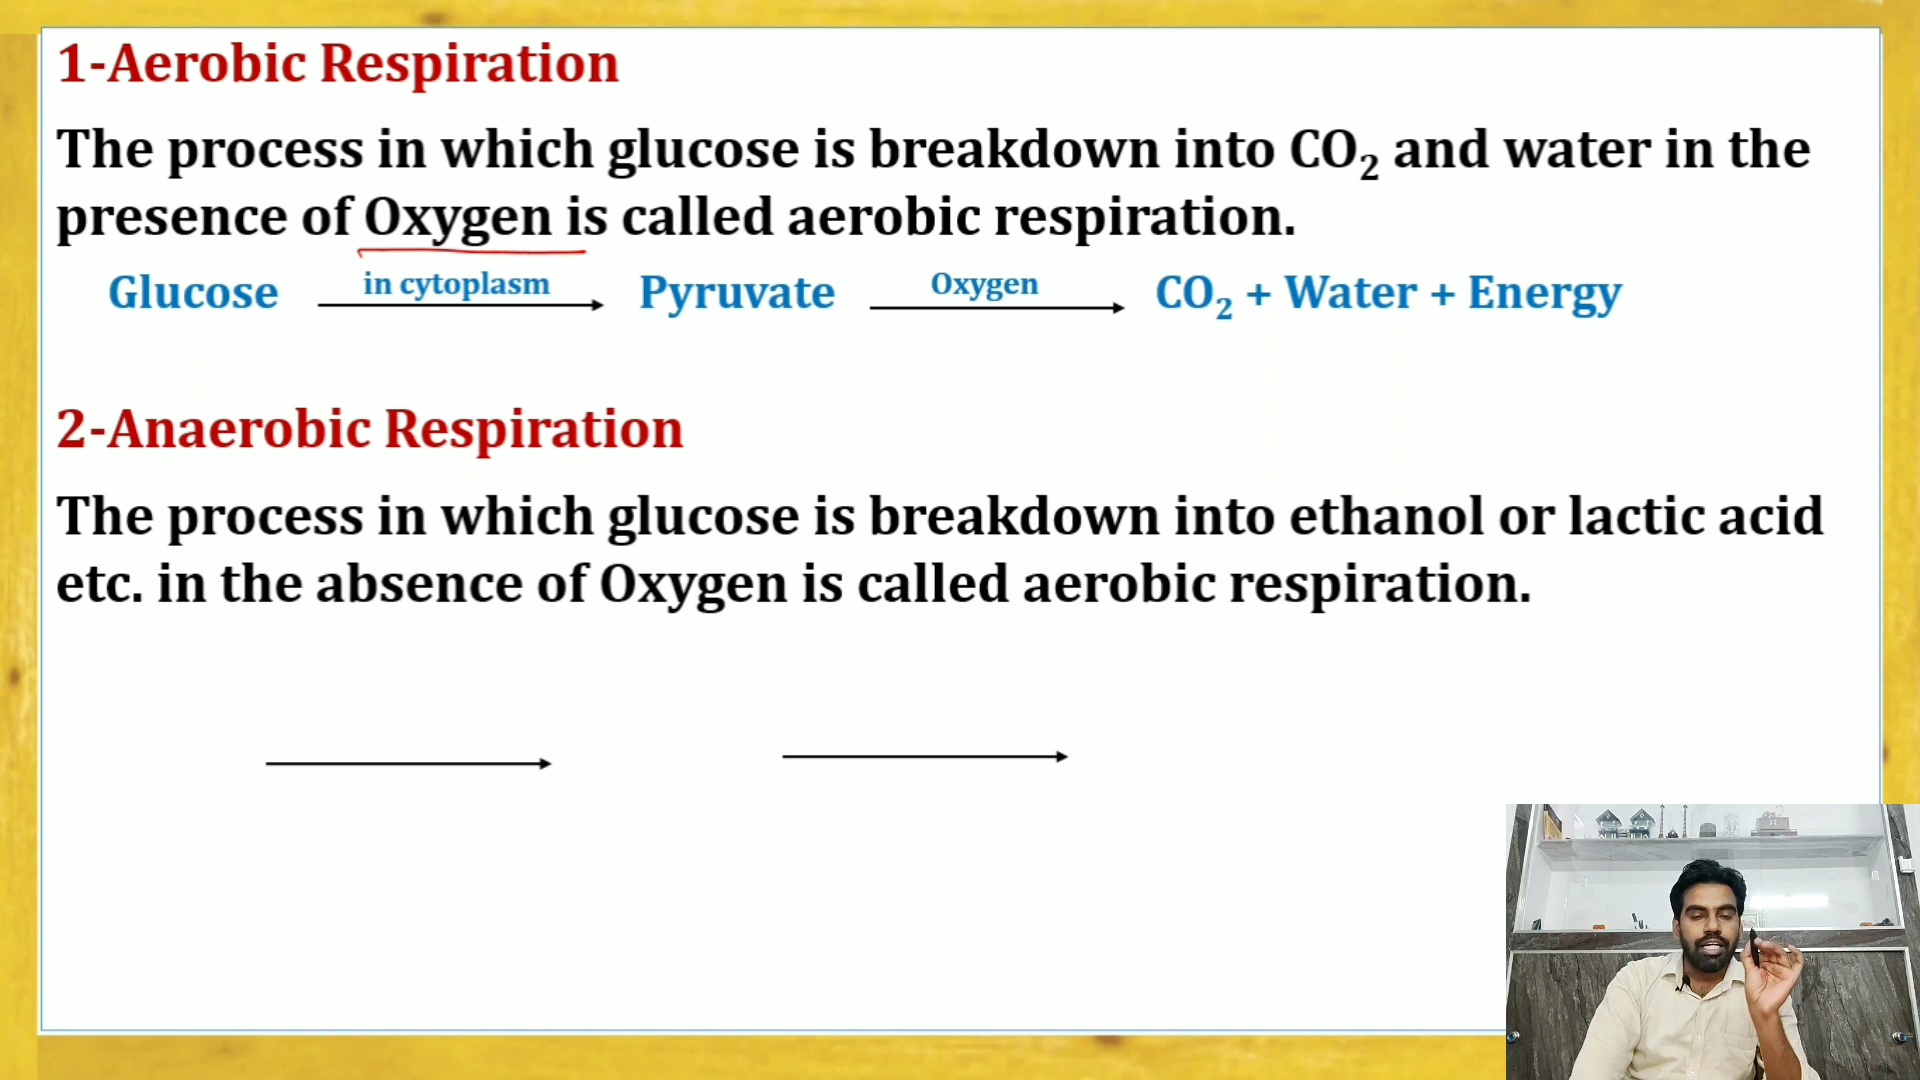 1-Aerobic Respiration
The process in which glucose is breakdown into CO₂ and water in the
presence of Oxygen is called aerobic respiration.
Glucose in cytoplasm Pyruvate Oxygen CO₂ + Water + Energy
2-Anaerobic Respiration
The process in which glucose is breakdown into ethanol or lactic acid
etc. in the absence of Oxygen is called aerobic respiration.